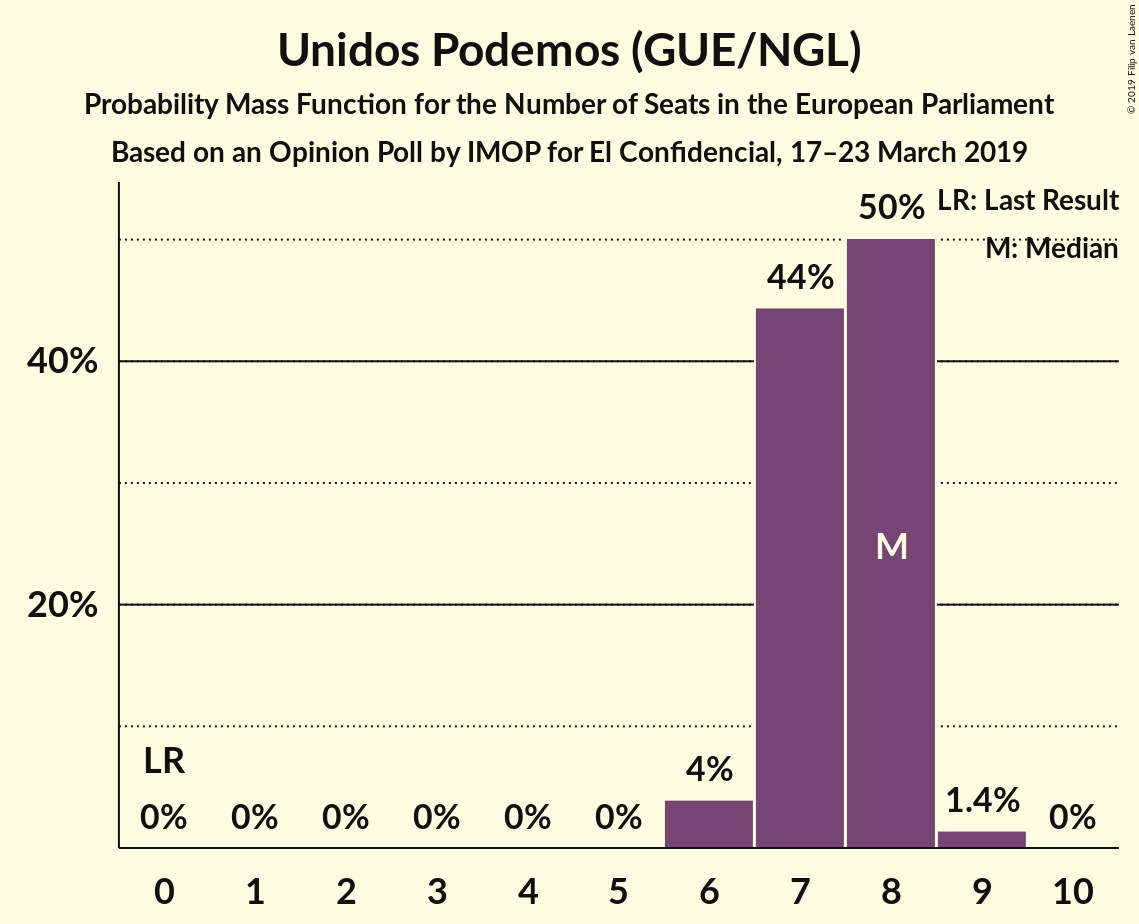 Unidos Podemos (GUE/NGL)
Probability Mass Function for the Number of Seats in the European Parliament
Based on an Opinion Poll by IMOP for El Confidencial, 17–23 March 2019
© 2019 Filip van Laenen
LR: Last Result
M: Median
50%
44%
40%
M
20%
LR
4%
1.4%
0% 0% 0% 0% 0% 0% 0%
0 1 2 3 4 5 6 7 8 9 10